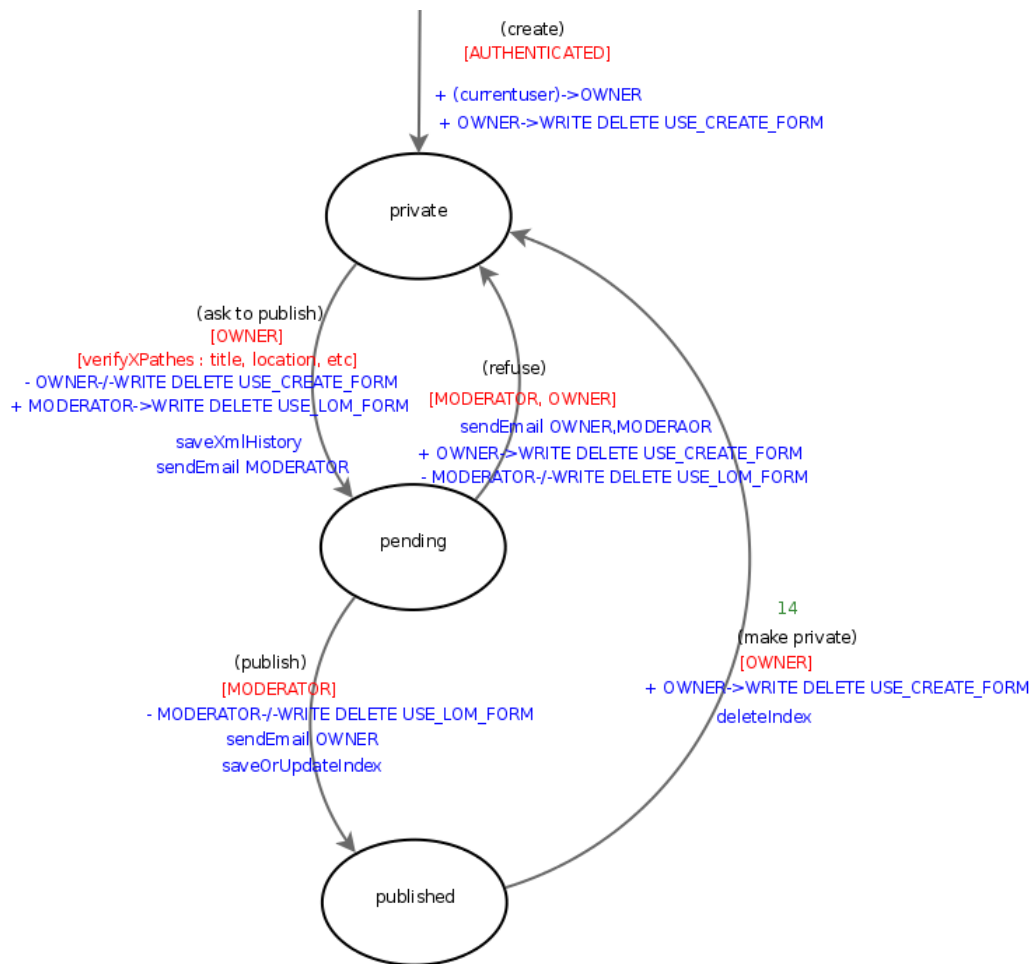 (create)
[AUTHENTICATED]
+ (currentuser)->OWNER
+ OWNER->WRITE DELETE USE_CREATE_FORM
private
(ask to publish)
[OWNER]
[verifyXPathes : title, location, etc]
- OWNER-/-WRITE DELETE USE_CREATE_FORM
+ MODERATOR->WRITE DELETE USE_LOM_FORM
saveXmlHistory
sendEmail MODERATOR
(refuse)
[MODERATOR, OWNER]
sendEmail OWNER,MODERAOR
+ OWNER->WRITE DELETE USE_CREATE_FORM
- MODERATOR-/-WRITE DELETE USE_LOM_FORM
pending
14
(make private)
[OWNER]
+ OWNER->WRITE DELETE USE_CREATE_FORM
deleteIndex
(publish)
[MODERATOR]
- MODERATOR-/-WRITE DELETE USE_LOM_FORM
sendEmail OWNER
saveOrUpdateIndex
published